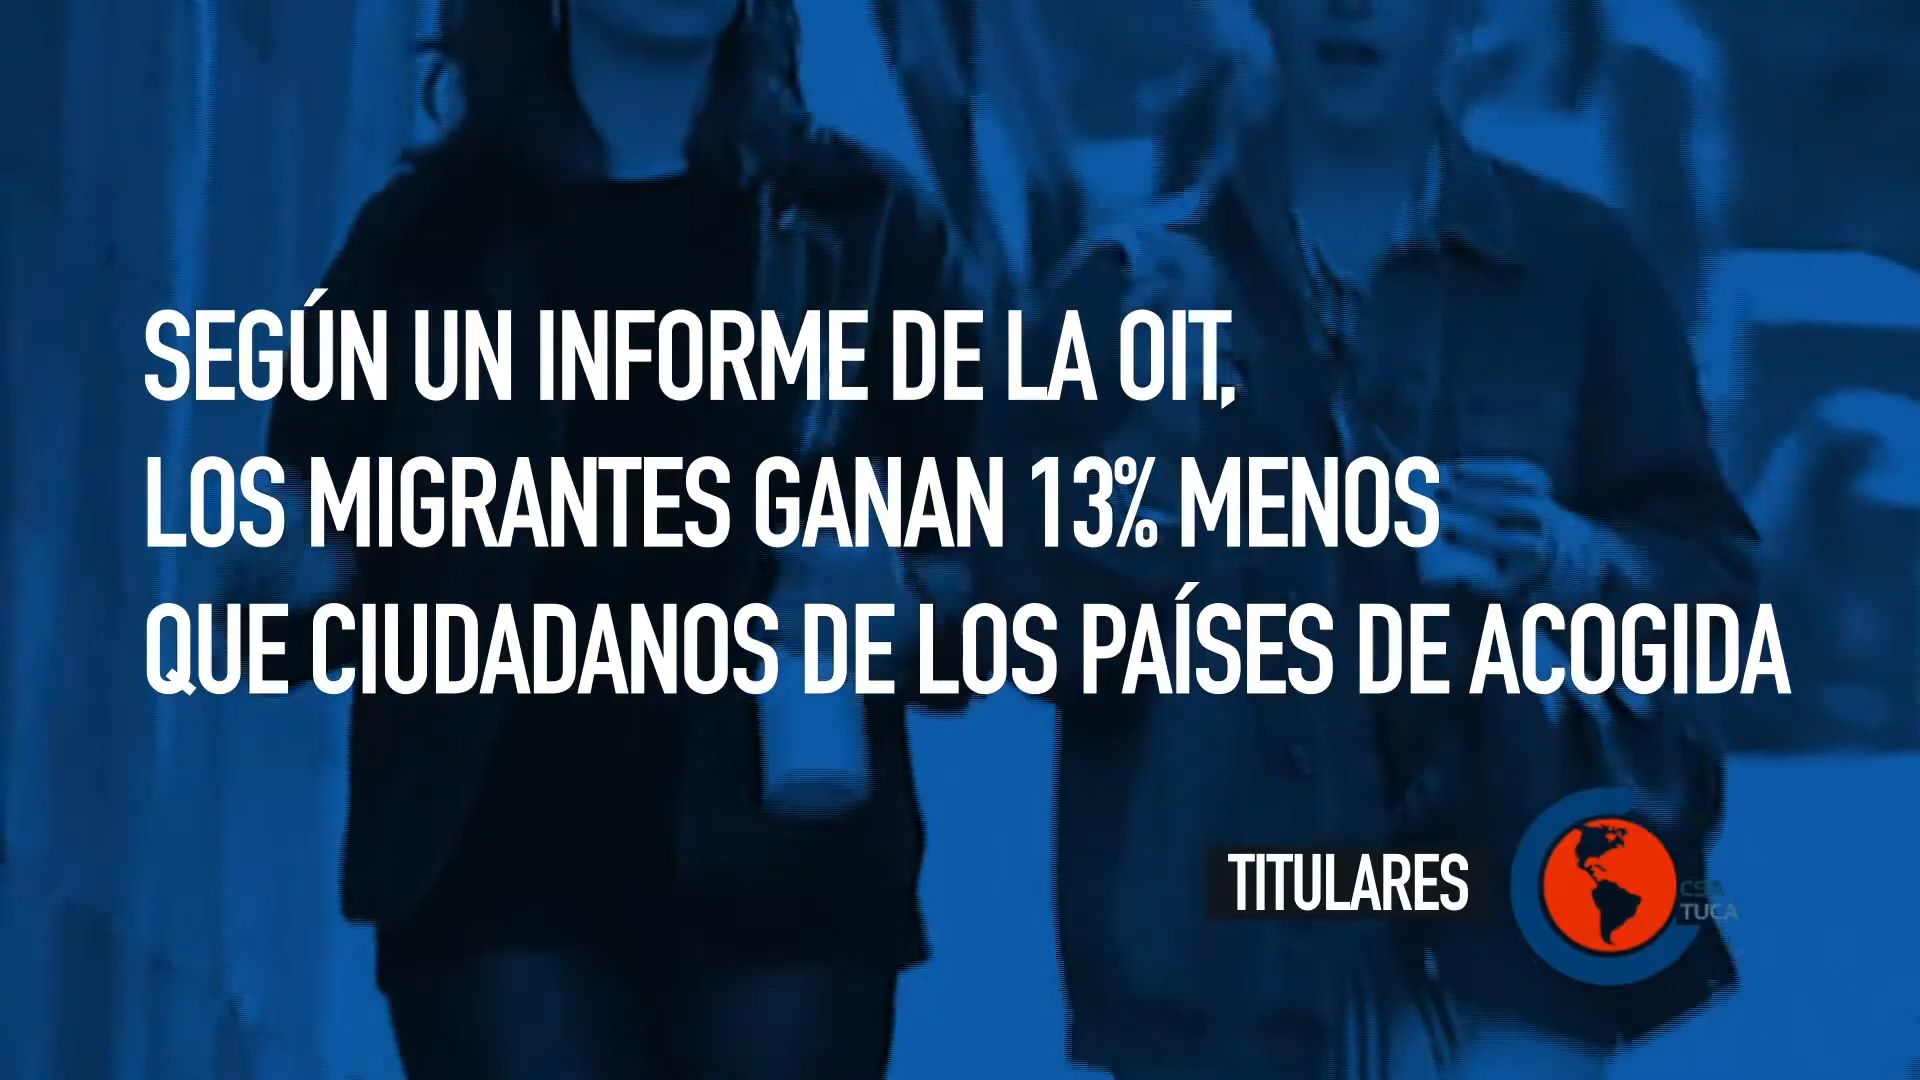 SEGÚN UN INFORME DE LA OIT,
LOS MIGRANTES GANAN 13% MENOS
QUE CIUDADANOS DE LOS PAÍSES DE ACOGIDA
TITULARES
CSA
TUCA